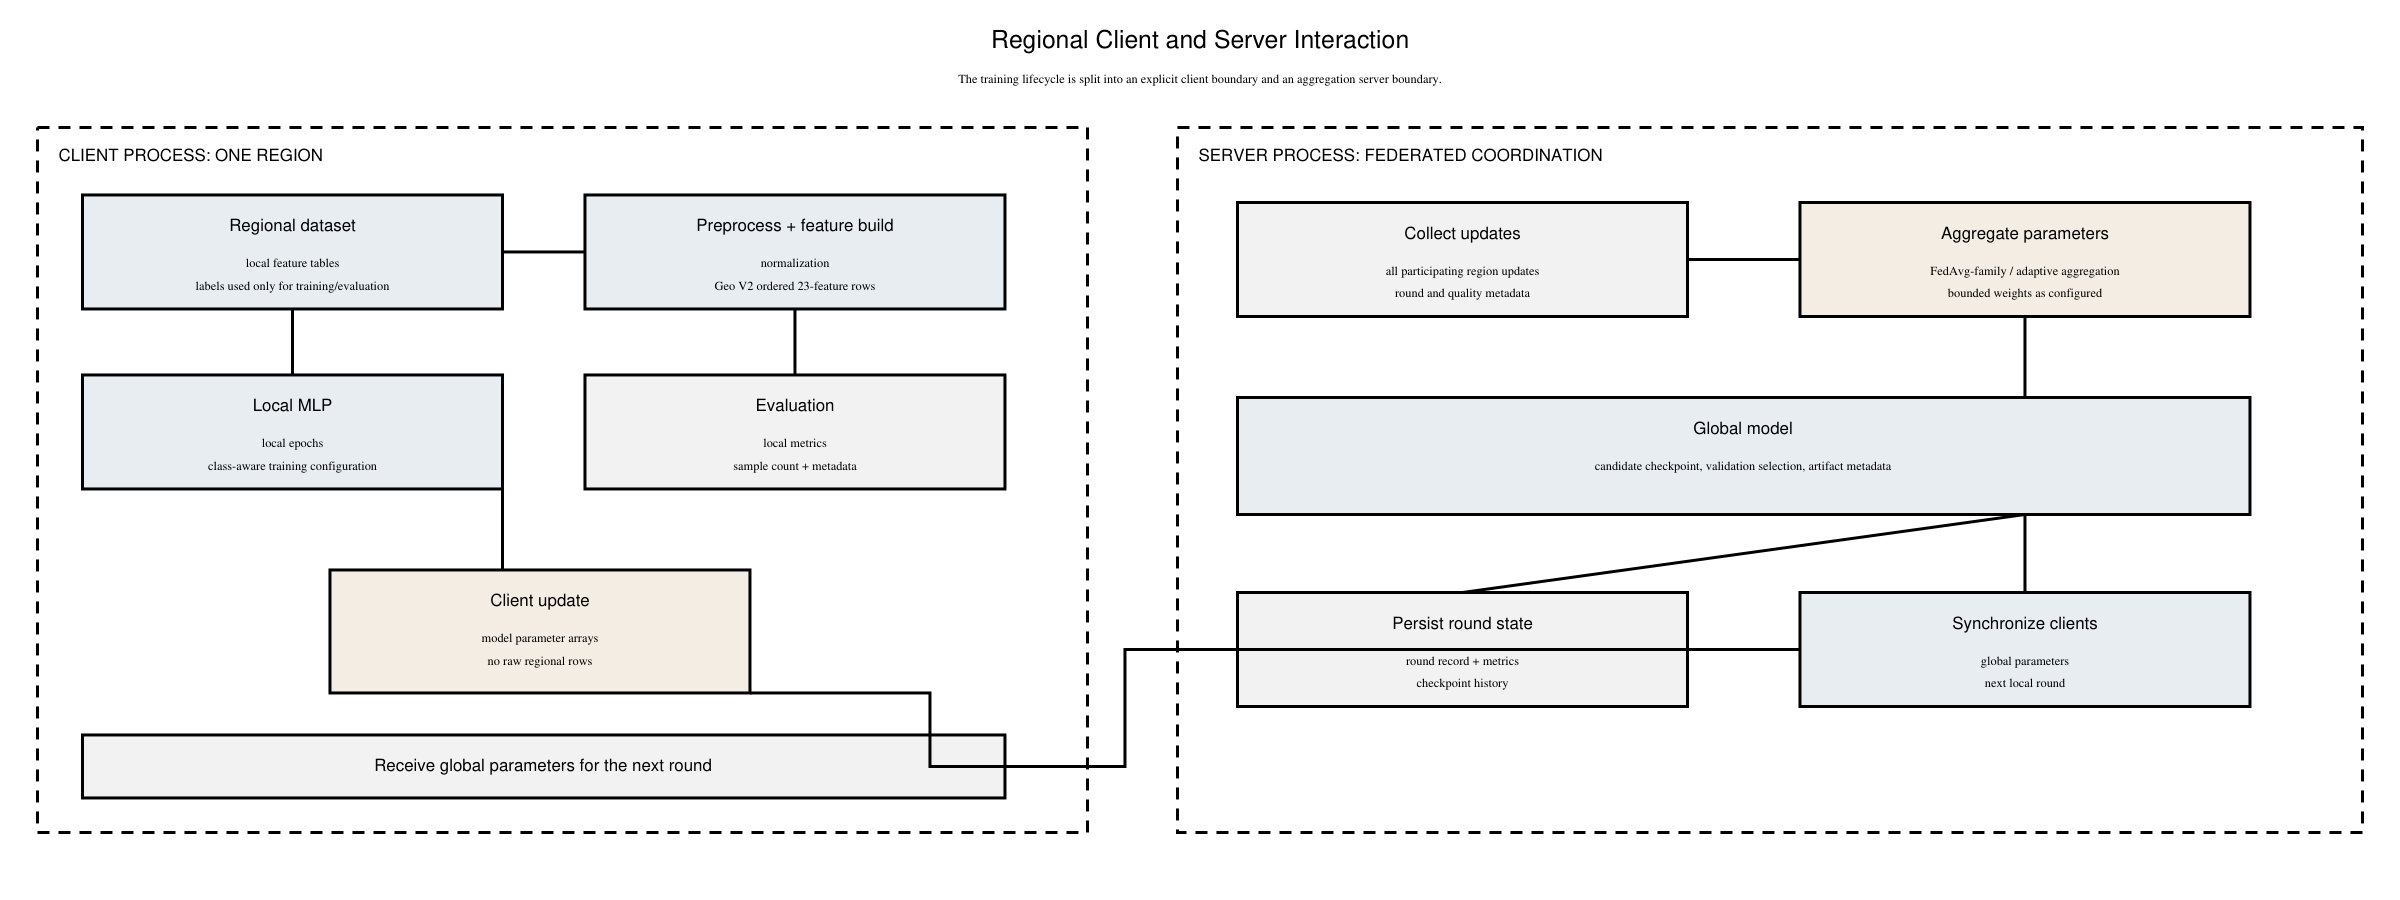 Regional Client and Server Interaction
The training lifecycle is split into an explicit client boundary and an aggregation server boundary.
CLIENT PROCESS: ONE REGION
Regional dataset
local feature tables
labels used only for training/evaluation
Preprocess + feature build
normalization
Geo V2 ordered 23-feature rows
Local MLP
local epochs
class-aware training configuration
Evaluation
local metrics
sample count + metadata
Client update
model parameter arrays
no raw regional rows
Receive global parameters for the next round
SERVER PROCESS: FEDERATED COORDINATION
Collect updates
all participating region updates
round and quality metadata
Aggregate parameters
FedAvg-family / adaptive aggregation
bounded weights as configured
Global model
candidate checkpoint, validation selection, artifact metadata
Persist round state
round record + metrics
checkpoint history
Synchronize clients
global parameters
next local round